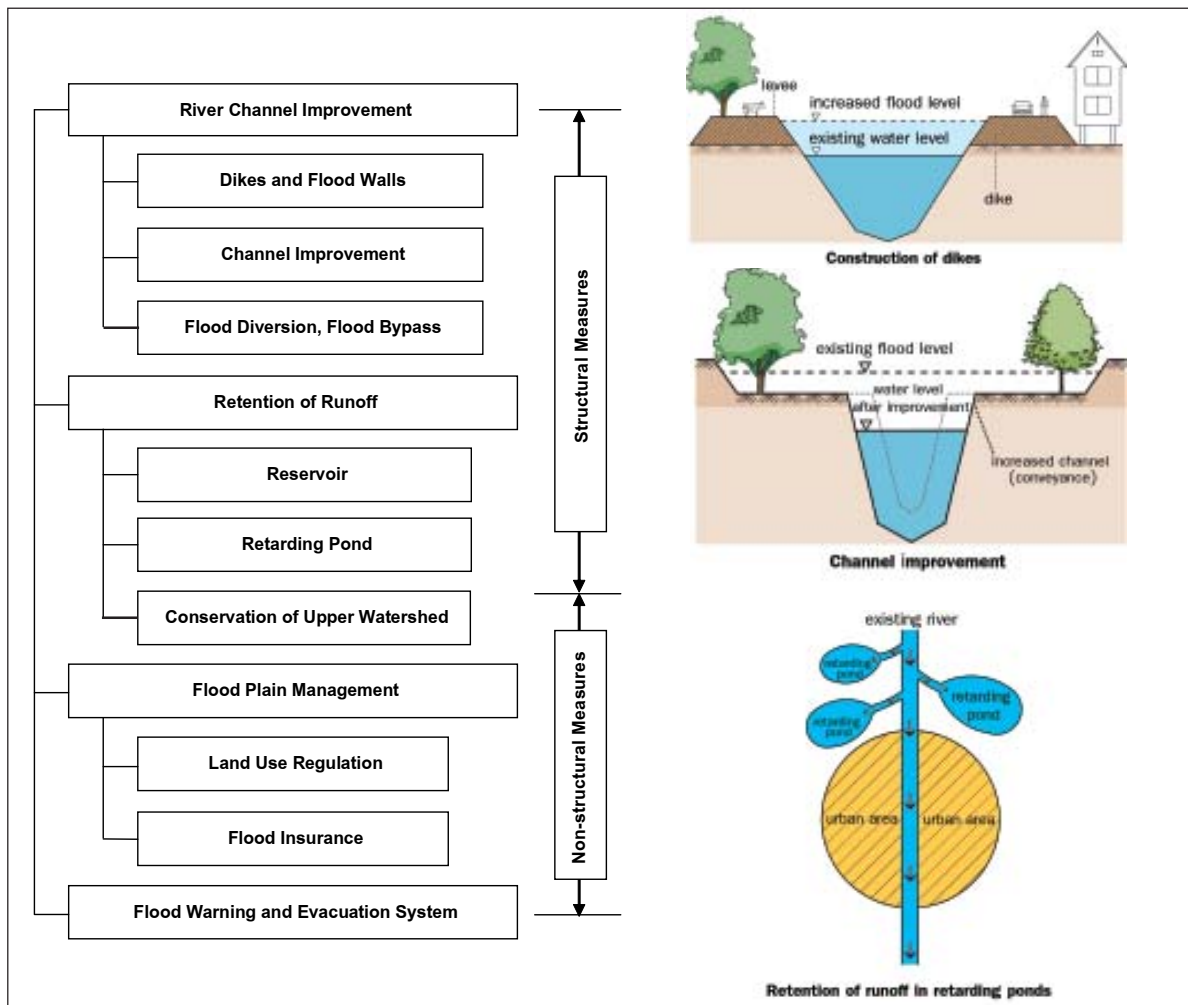 River Channel Improvement
Dikes and Flood Walls
Channel Improvement
Flood Diversion, Flood Bypass
Retention of Runoff
Reservoir
Retarding Pond
Conservation of Upper Watershed
Flood Plain Management
Land Use Regulation
Flood Insurance
Flood Warning and Evacuation System
Structural Measures
Non-structural Measures
levee
increased flood level
existing water level
dike
Construction of dikes
existing flood level
water level
after improvement
increased channel
(conveyance)
Channel improvement
existing river
retarding
pond
retarding
pond
retarding
pond
urban area
urban area
Retention of runoff in retarding ponds